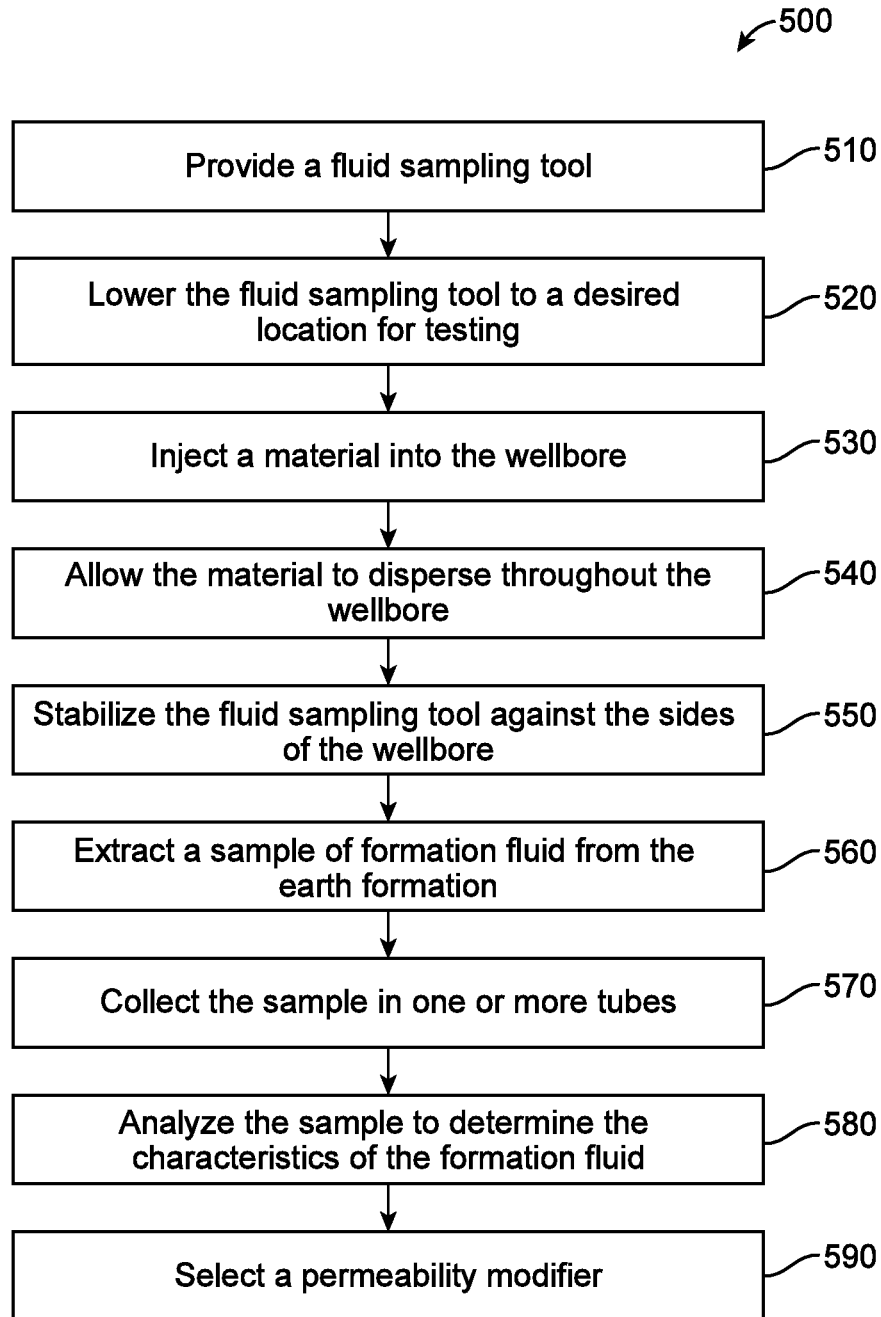 500
Provide a fluid sampling tool
510
Lower the fluid sampling tool to a desired
location for testing
520
Inject a material into the wellbore
530
Allow the material to disperse throughout the
wellbore
540
Stabilize the fluid sampling tool against the sides
of the wellbore
550
Extract a sample of formation fluid from the
earth formation
560
Collect the sample in one or more tubes
570
Analyze the sample to determine the
characteristics of the formation fluid
580
Select a permeability modifier
590